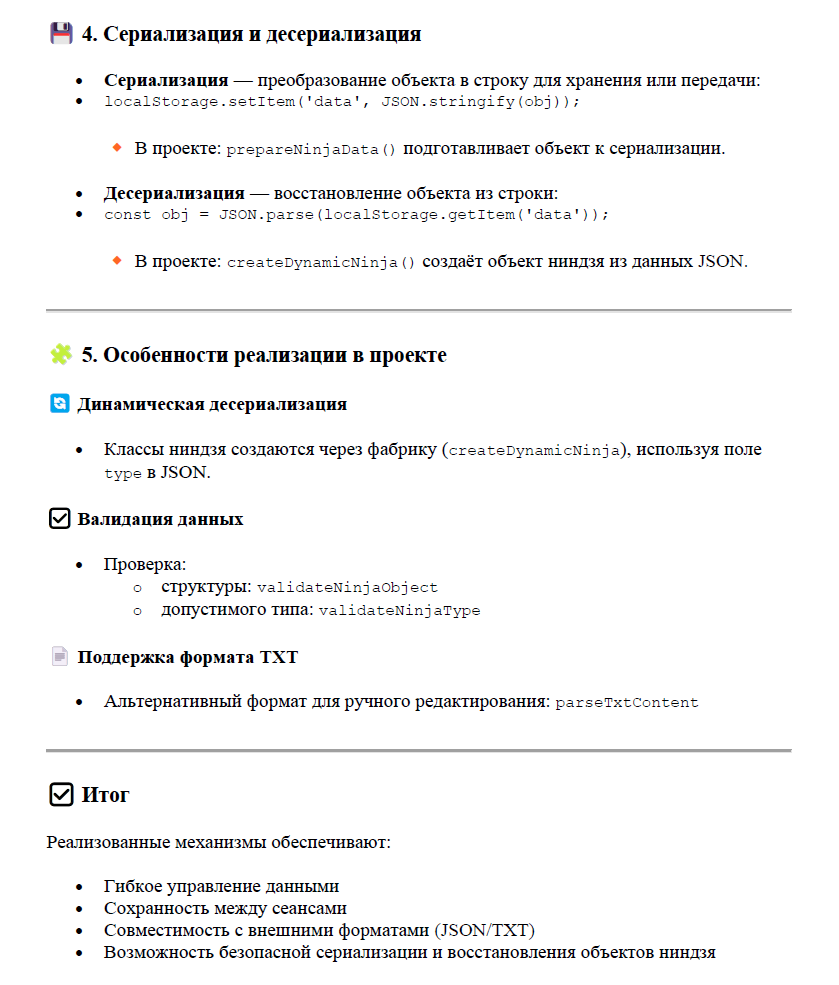 💾 4. Сериализация и десериализация
• Сериализация — преобразование объекта в строку для хранения или передачи:
• localStorage.setItem('data', JSON.stringify(obj));
🔸 В проекте: prepareNinjaData() подготавливает объект к сериализации.
• Десериализация — восстановление объекта из строки:
• const obj = JSON.parse(localStorage.getItem('data'));
🔸 В проекте: createDynamicNinja() создаёт объект ниндзя из данных JSON.
🧩 5. Особенности реализации в проекте
🔄 Динамическая десериализация
• Классы ниндзя создаются через фабрику (createDynamicNinja), используя поле
type в JSON.
☑ Валидация данных
• Проверка:
o структуры: validateNinjaObject
o допустимого типа: validateNinjaType
📄 Поддержка формата TXT
• Альтернативный формат для ручного редактирования: parseTxtContent
☑ Итог
Реализованные механизмы обеспечивают:
• Гибкое управление данными
• Сохранность между сеансами
• Совместимость с внешними форматами (JSON/TXT)
• Возможность безопасной сериализации и восстановления объектов ниндзя